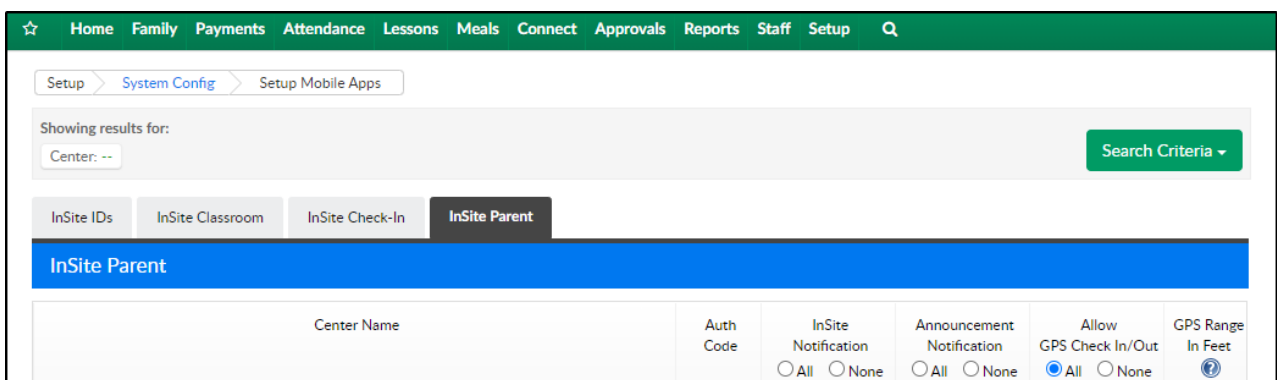 Home Family Payments Attendance Lessons Meals Connect Approvals Reports Staff Setup
Setup System Config Setup Mobile Apps
Showing results for:
Center: --
Search Criteria
InSite IDs InSite Classroom InSite Check-In InSite Parent
InSite Parent
Center Name
Auth
Code
InSite
Notification
All None
Announcement
Notification
All None
Allow
GPS Check In/Out
All None
GPS Range
In Feet
?